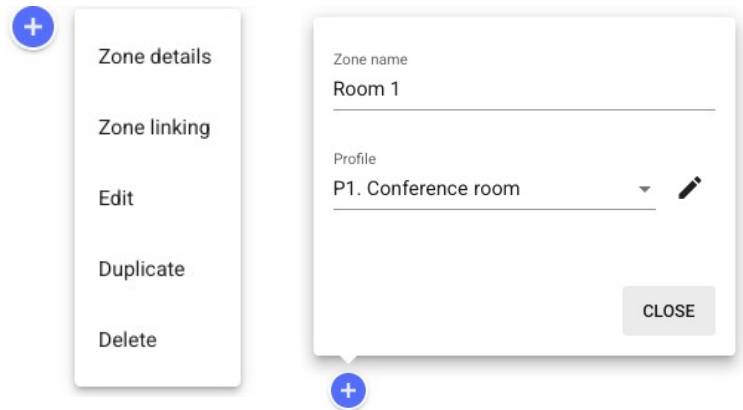 Zone details
Zone linking
Edit
Duplicate
Delete
Zone name
Room 1
Profile
P1. Conference room
CLOSE